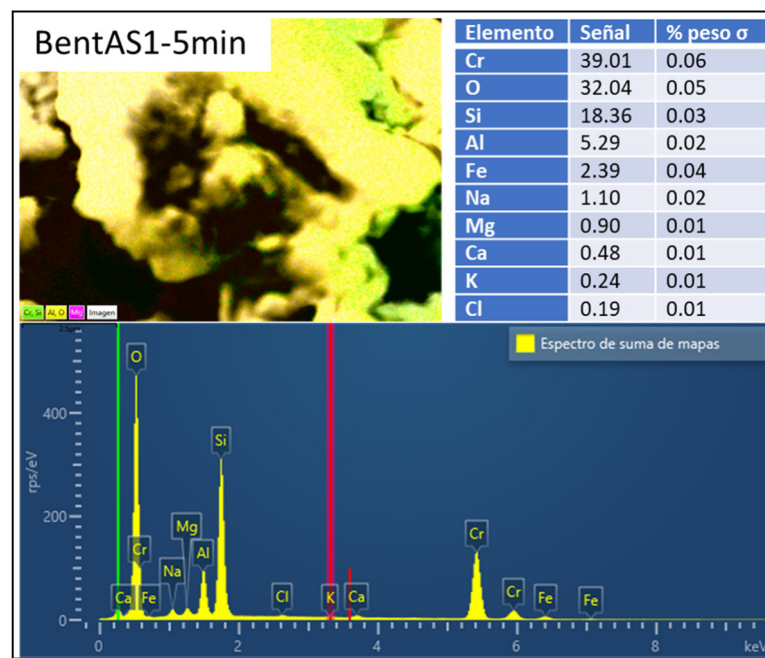 BentAS1-5min
Elemento Señal % peso σ
Cr 39.01 0.06
O 32.04 0.05
Si 18.36 0.03
Al 5.29 0.02
Fe 2.39 0.04
Na 1.10 0.02
Mg 0.90 0.01
Ca 0.48 0.01
K 0.24 0.01
Cl 0.19 0.01
Cr, Si Al, O Mg Imagen
2.5µm
Espectro de suma de mapas
O
400
Si
rps/eV
200
Mg
Cr
Cr
Al
Na
Ca Fe Cl K Ca Cr Fe Fe
0
0 2 4 6 8 keV